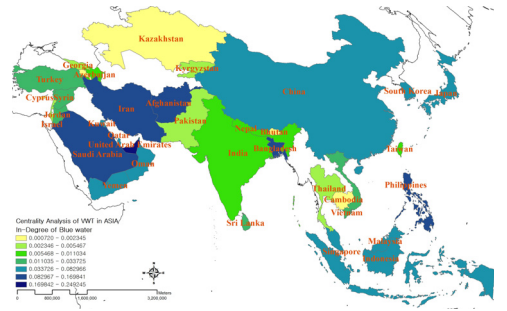 Kazakhstan
Georgia
Kyrgyzstan
Turkey
Azerbaijan
Cyprus
Syria
South Korea
Japan
China
Iran
Afghanistan
Jordan
Israel
Kuwait
Pakistan
Nepal
Bhutan
Qatar
United Arab Emirates
Taiwan
Saudi Arabia
India
Bangladesh
Oman
Yemen
Thailand
Philippines
Cambodia
Vietnam
Sri Lanka
Malaysia
Singapore
Indonesia
Centrality Analysis of VWT in ASIA
In-Degree of Blue water
0.000720 - 0.002345
0.002346 - 0.005467
0.005468 - 0.011034
0.011035 - 0.033725
0.033726 - 0.082966
0.082967 - 0.169841
0.169842 - 0.249245
0
800,000
1,600,000
3,200,000
Meters